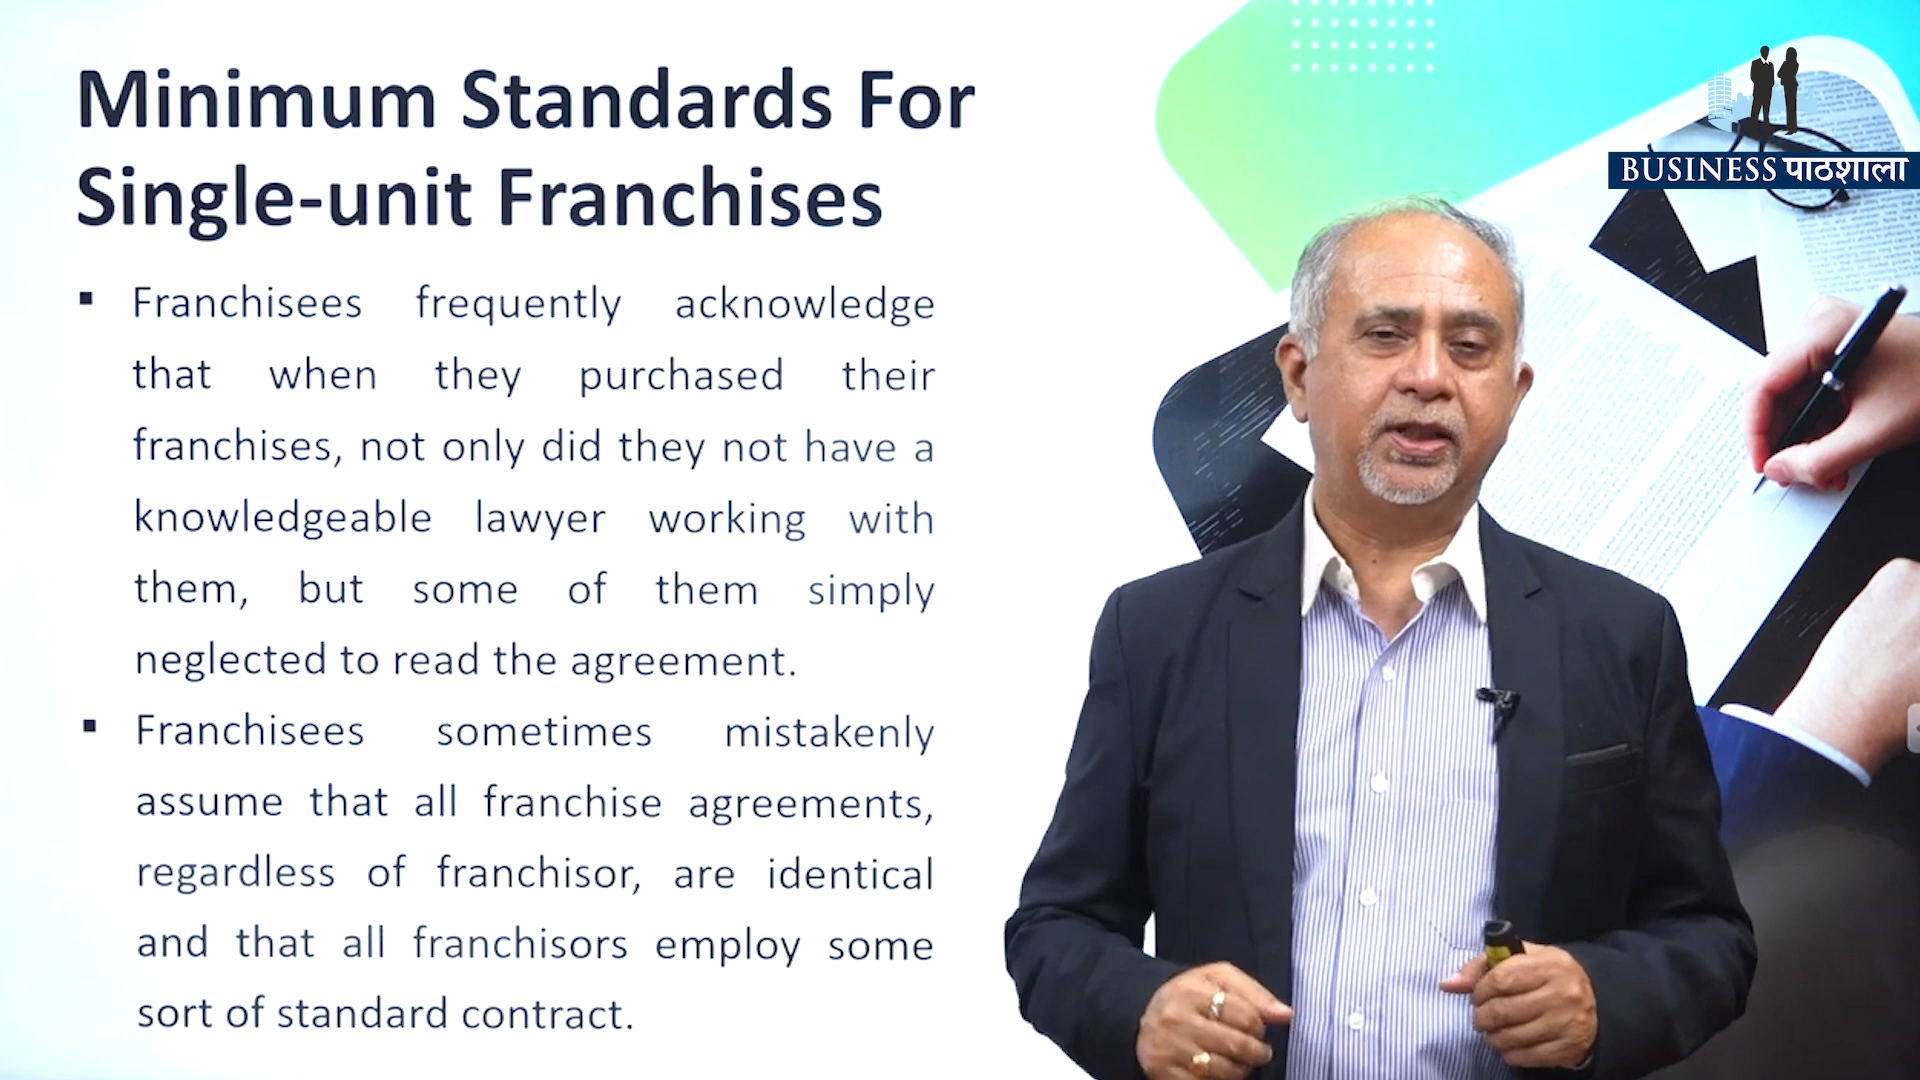 Minimum Standards For
Single-unit Franchises
BUSINESS पाठशाला
▪ Franchisees frequently acknowledge
that when they purchased their
franchises, not only did they not have a
knowledgeable lawyer working with
them, but some of them simply
neglected to read the agreement.
▪ Franchisees sometimes mistakenly
assume that all franchise agreements,
regardless of franchisor, are identical
and that all franchisors employ some
sort of standard contract.